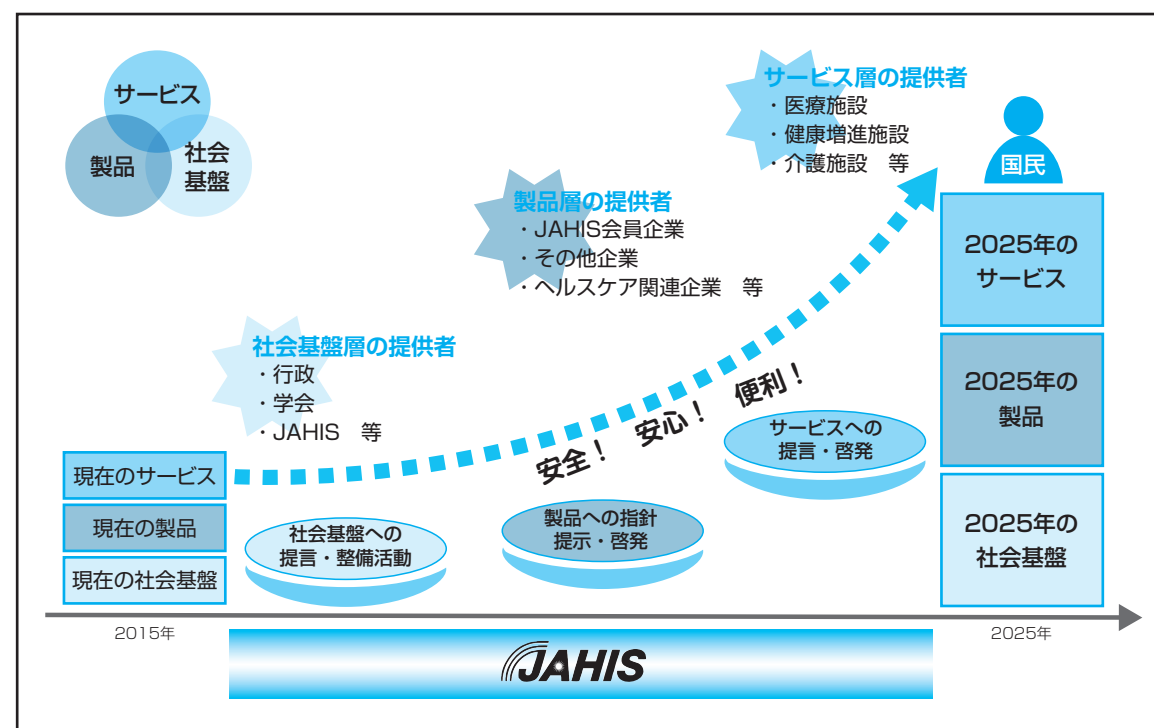 サービス
製品
社会
基盤
サービス層の提供者
・医療施設
・健康増進施設
・介護施設　等
国民
製品層の提供者
・JAHIS会員企業
・その他企業
・ヘルスケア関連企業　等
社会基盤層の提供者
・行政
・学会
・JAHIS　等
安全！　安心！　便利！
2025年の
サービス
2025年の
製品
2025年の
社会基盤
現在のサービス
現在の製品
現在の社会基盤
社会基盤への
提言・整備活動
製品への指針
提示・啓発
サービスへの
提言・啓発
2015年
2025年
JAHIS